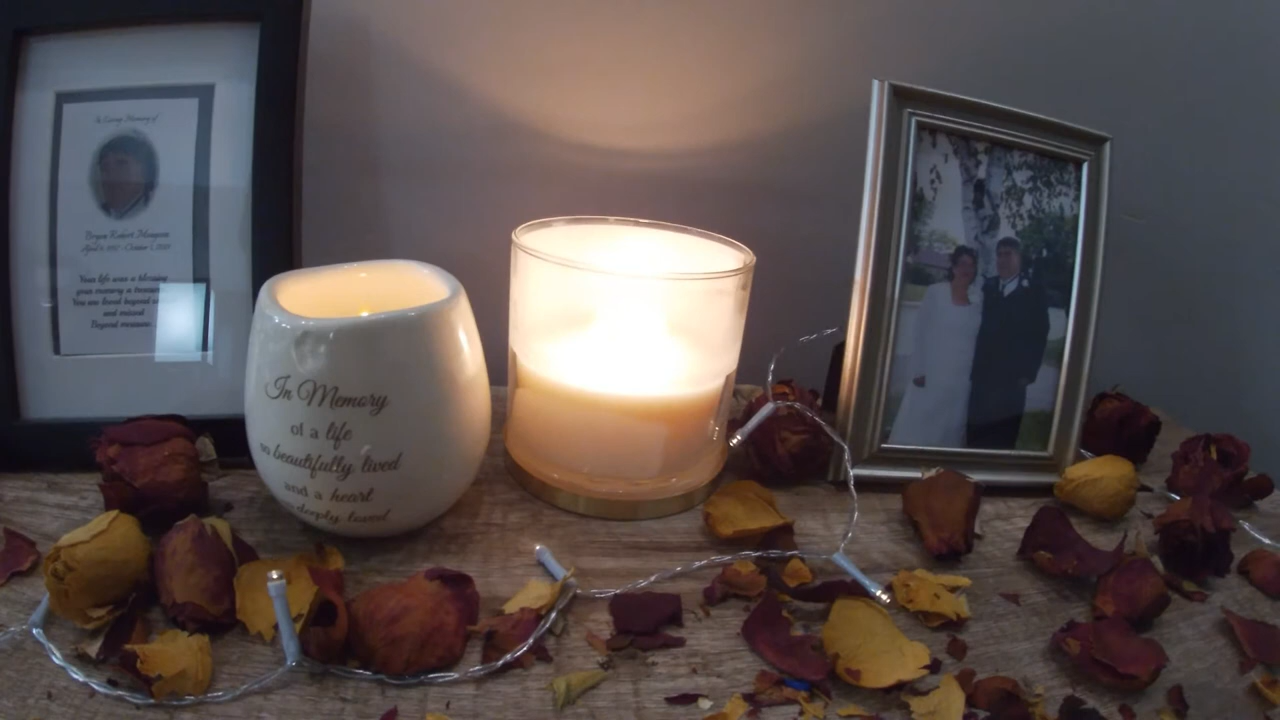 In Loving Memory of
Bryan Robert
Your life was a blessing
your memory a treasure
You are loved beyond
and missed
Beyond measure.
In Memory
of a life
so beautifully lived
and a heart
deeply loved